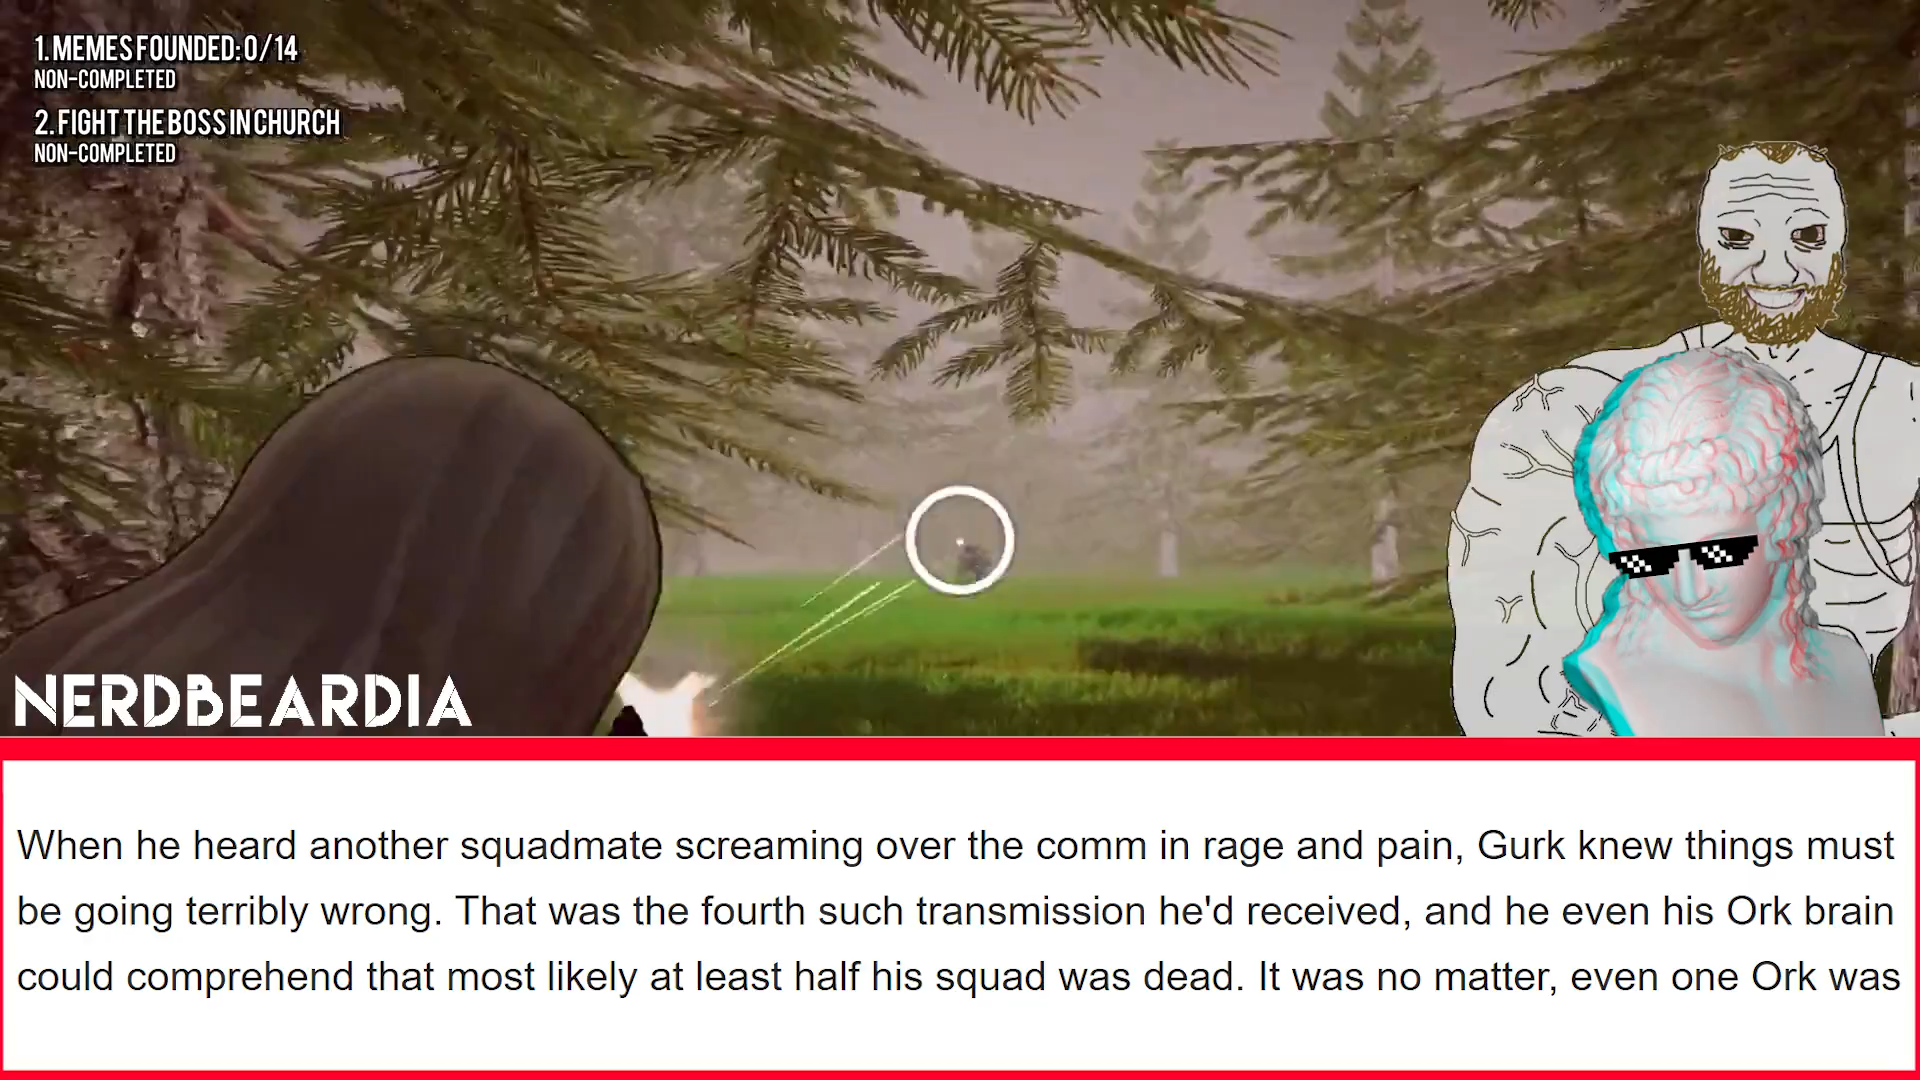 1. MEMES FOUNDED: 0/14
NON-COMPLETED
2. FIGHT THE BOSS IN CHURCH
NON-COMPLETED
NERDBEARDIA
When he heard another squadmate screaming over the comm in rage and pain, Gurk knew things must
be going terribly wrong. That was the fourth such transmission he'd received, and he even his Ork brain
could comprehend that most likely at least half his squad was dead. It was no matter, even one Ork was